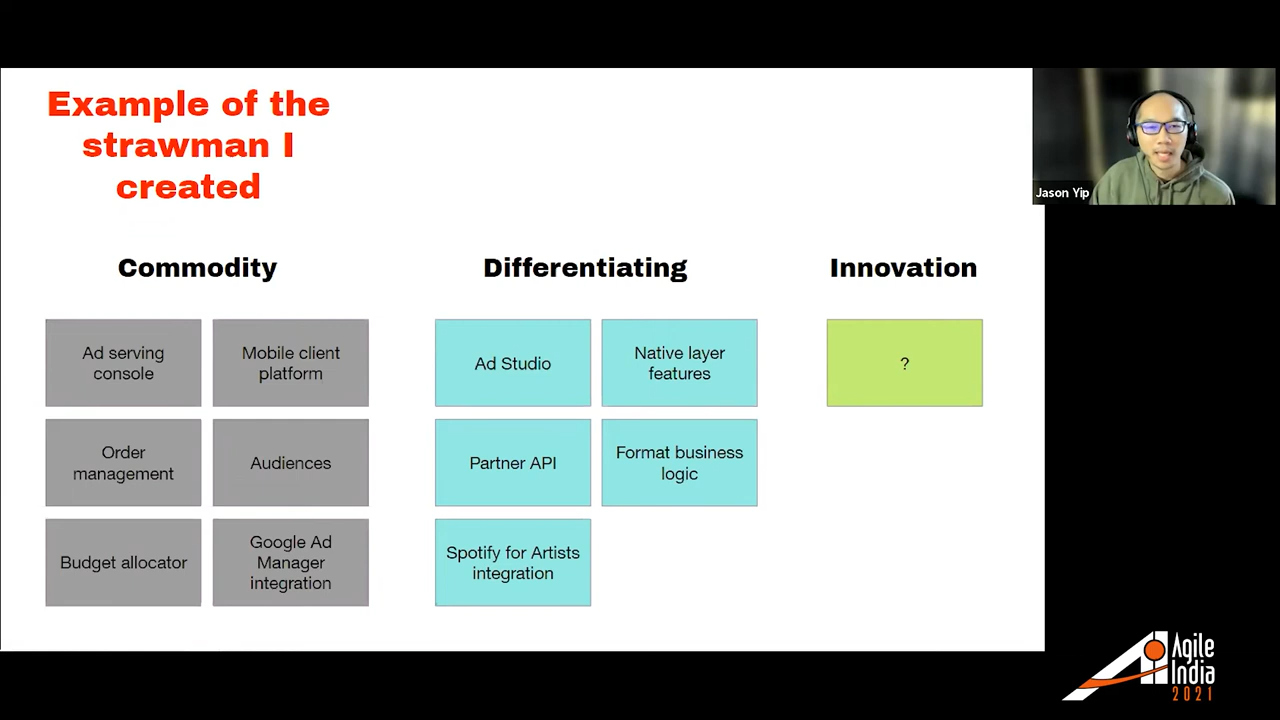 Example of the
strawman I
created
Jason Yip
Commodity
Differentiating
Innovation
Ad serving
console
Mobile client
platform
Ad Studio
Native layer
features
?
Order
management
Audiences
Partner API
Format business
logic
Budget allocator
Google Ad
Manager
integration
Spotify for Artists
integration
Agile
India
2021